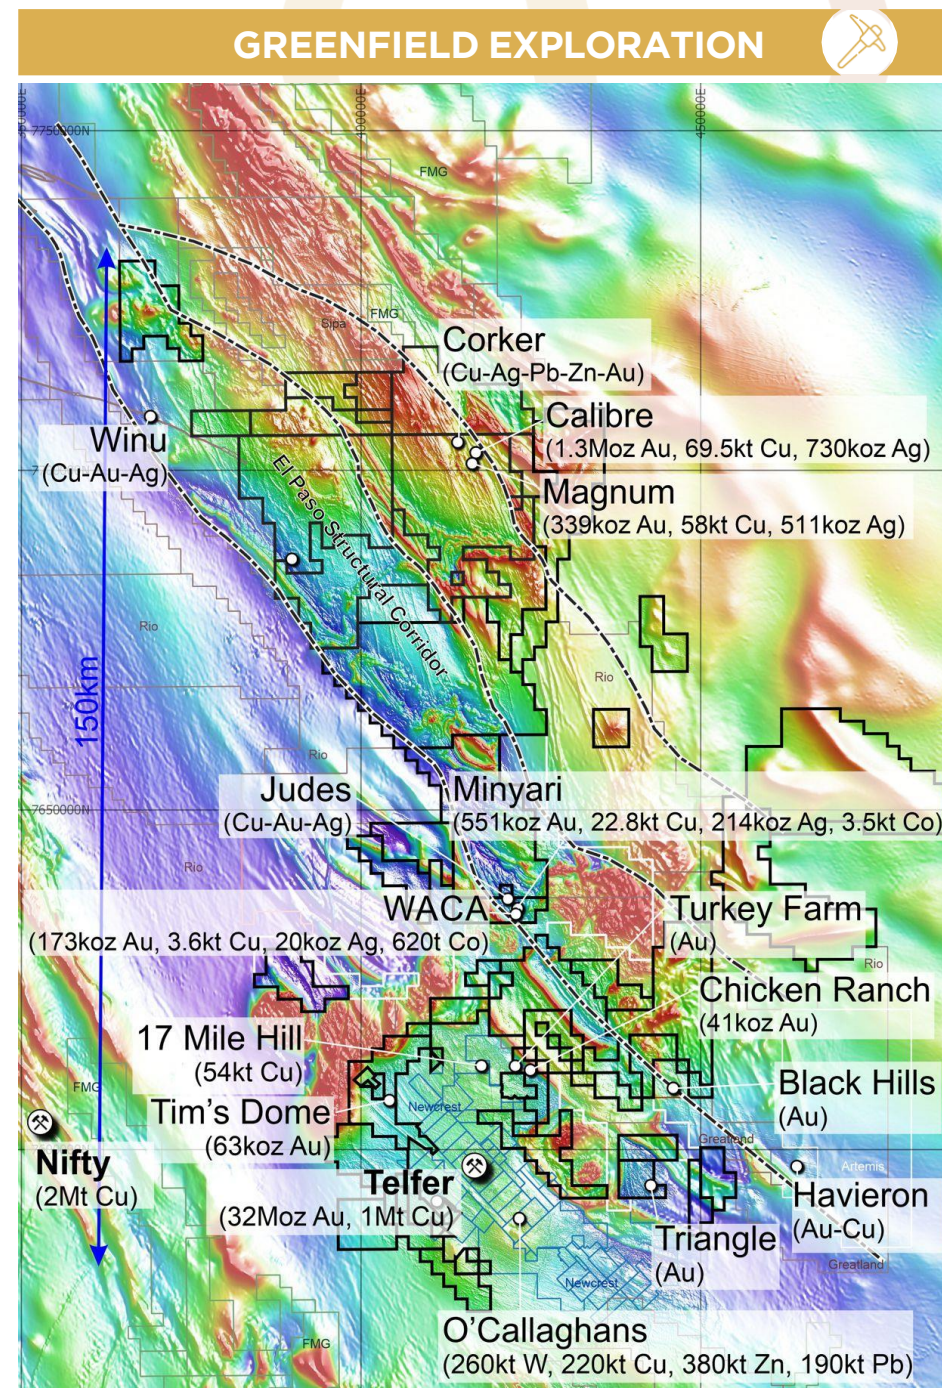 GREENFIELD EXPLORATION
7750000N
450000E
FMG
FMG
Sipa
Corker
(Cu-Ag-Pb-Zn-Au)
Calibre
(1.3Moz Au, 69.5kt Cu, 730koz Ag)
Winu
(Cu-Au-Ag)
Magnum
(339koz Au, 58kt Cu, 511koz Ag)
El Paso Structural Corridor
Rio
Rio
150km
Rio
Judes
(Cu-Au-Ag)
Minyari
(551koz Au, 22.8kt Cu, 214koz Ag, 3.5kt Co)
7650000N
Rio
WACA
(173koz Au, 3.6kt Cu, 20koz Ag, 620t Co)
Turkey Farm
(Au)
Rio
Chicken Ranch
(41koz Au)
17 Mile Hill
(54kt Cu)
FMG
Black Hills
(Au)
Tim's Dome
(63koz Au)
Newcrest
Greatland
Artemis
Nifty
(2Mt Cu)
Telfer
(32Moz Au, 1Mt Cu)
Havieron
(Au-Cu)
Triangle
(Au)
Greatland
Newcrest
O'Callaghans
(260kt W, 220kt Cu, 380kt Zn, 190kt Pb)
FMG